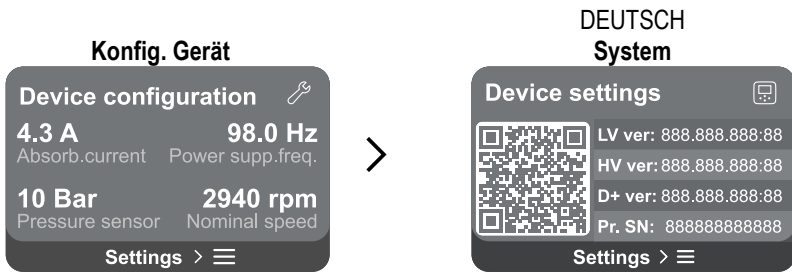 DEUTSCH
Konfig. Gerät
System
Device configuration
4.3 A 98.0 Hz
Absorb.current Power supp.freq.
10 Bar 2940 rpm
Pressure sensor Nominal speed
Settings >
>
Device settings
LV ver: 888.888.888:88
HV ver: 888.888.888:88
D+ ver: 888.888.888:88
Pr. SN: 888888888888
Settings >